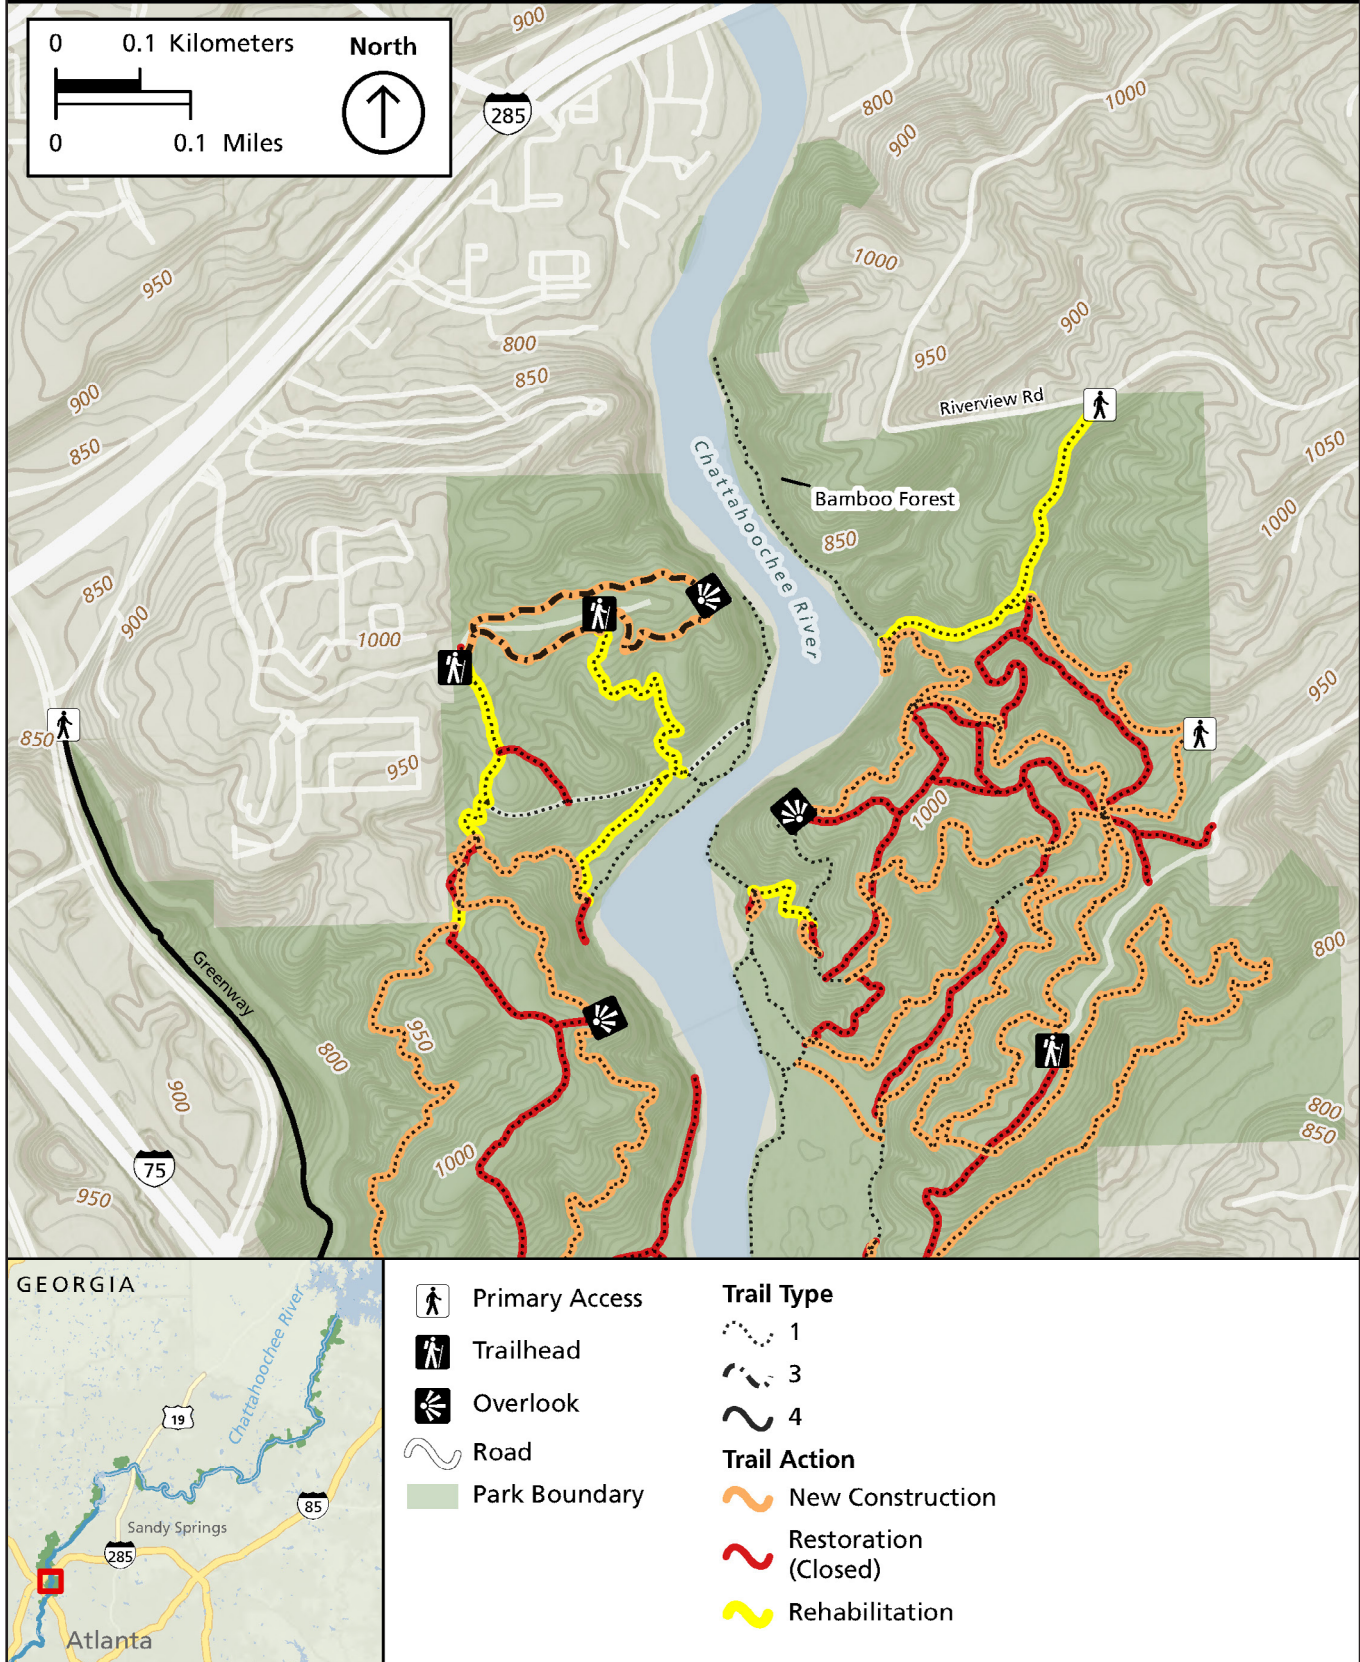 0 0.1 Kilometers
North
0 0.1 Miles
285
900
800
1000
900
950
1000
900
950
800
850
900
850
Riverview Rd
1050
1000
Chattahoochee River
Bamboo Forest
850
850
900
1000
950
850
950
1000
Greenway
800
950
800
900
1000
75
950
800
850
GEORGIA
Chattahoochee River
19
85
Sandy Springs
285
Atlanta
Primary Access
Trailhead
Overlook
Road
Park Boundary
Trail Type
1
3
4
Trail Action
New Construction
Restoration
(Closed)
Rehabilitation